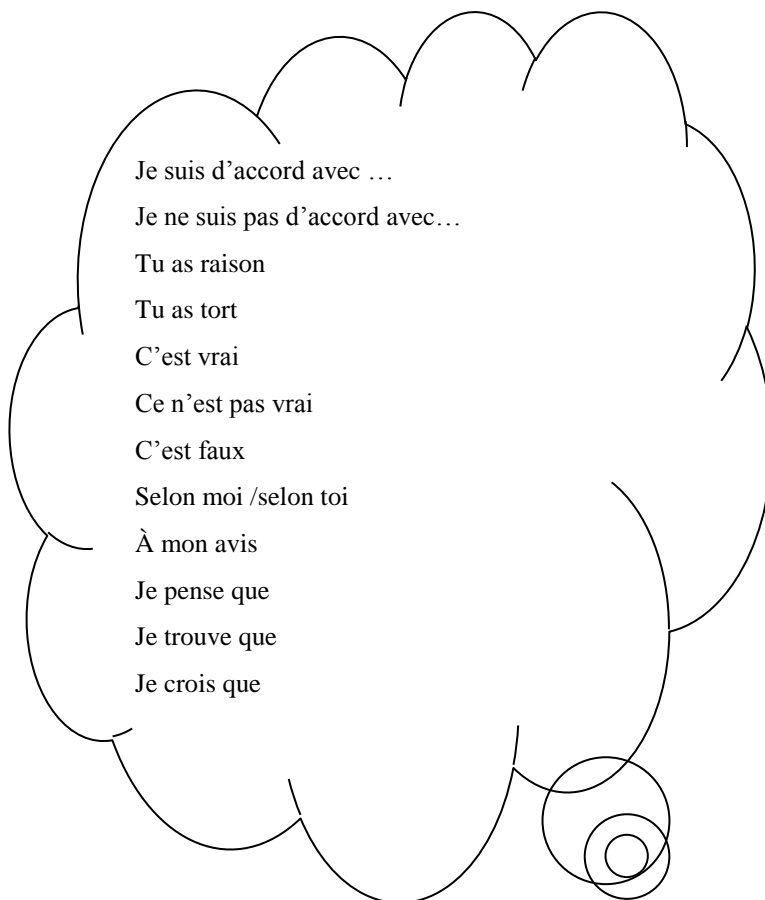 Je suis d’accord avec …
Je ne suis pas d’accord avec…
Tu as raison
Tu as tort
C’est vrai
Ce n’est pas vrai
C’est faux
Selon moi /selon toi
À mon avis
Je pense que
Je trouve que
Je crois que